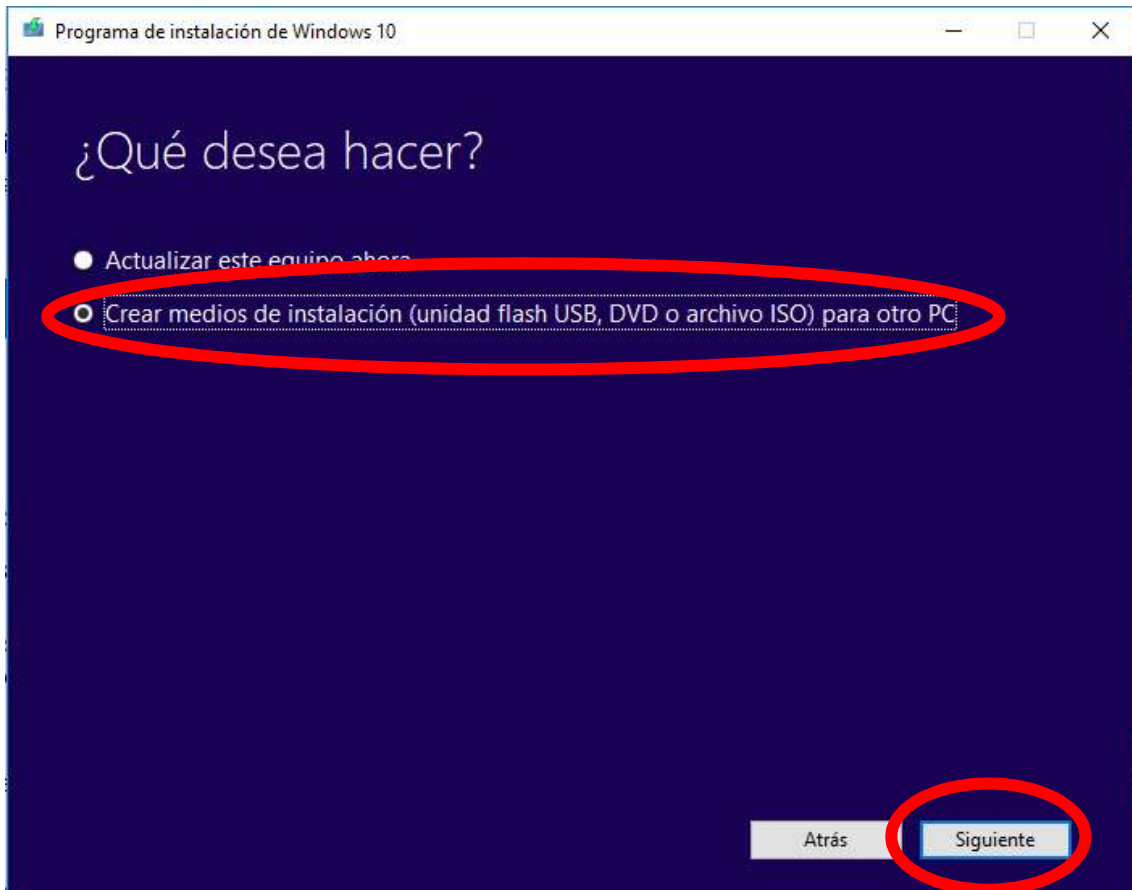 Programa de instalación de Windows 10
¿Qué desea hacer?
Actualizar este equipo ahora
Crear medios de instalación (unidad flash USB, DVD o archivo ISO) para otro PC
Atrás
Siguiente